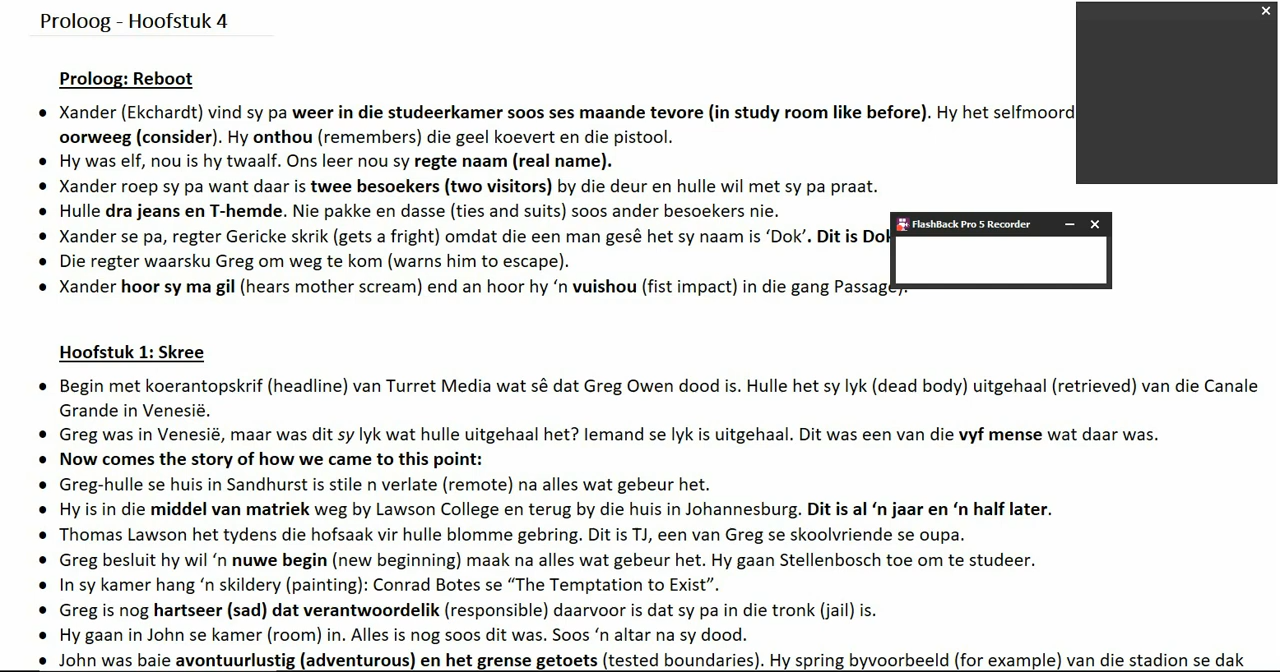 Proloog - Hoofstuk 4
Proloog: Reboot
• Xander (Ekchardt) vind sy pa weer in die studeerkamer soos ses maande tevore (in study room like before). Hy het selfmoord
oorweeg (consider). Hy onthou (remembers) die geel koevert en die pistool.
• Hy was elf, nou is hy twaalf. Ons leer nou sy regte naam (real name).
• Xander roep sy pa want daar is twee besoekers (two visitors) by die deur en hulle wil met sy pa praat.
• Hulle dra jeans en T-hemde. Nie pakke en dasse (ties and suits) soos ander besoekers nie.
• Xander se pa, regter Gericke skrik (gets a fright) omdat die een man gesê het sy naam is ‘Dok’. Dit is Dok
FlashBack Pro 5 Recorder
• Die regter waarsku Greg om weg te kom (warns him to escape).
• Xander hoor sy ma gil (hears mother scream) end an hoor hy ‘n vuishou (fist impact) in die gang Passage).
Hoofstuk 1: Skree
• Begin met koerantopskrif (headline) van Turret Media wat sê dat Greg Owen dood is. Hulle het sy lyk (dead body) uitgehaal (retrieved) van die Canale
Grande in Venesië.
• Greg was in Venesië, maar was dit sy lyk wat hulle uitgehaal het? Iemand se lyk is uitgehaal. Dit was een van die vyf mense wat daar was.
• Now comes the story of how we came to this point:
• Greg-hulle se huis in Sandhurst is stile n verlate (remote) na alles wat gebeur het.
• Hy is in die middel van matriek weg by Lawson College en terug by die huis in Johannesburg. Dit is al ‘n jaar en ‘n half later.
• Thomas Lawson het tydens die hofsaak vir hulle blomme gebring. Dit is TJ, een van Greg se skoolvriende se oupa.
• Greg besluit hy wil ‘n nuwe begin (new beginning) maak na alles wat gebeur het. Hy gaan Stellenbosch toe om te studeer.
• In sy kamer hang ‘n skildery (painting): Conrad Botes se “The Temptation to Exist”.
• Greg is nog hartseer (sad) dat verantwoordelik (responsible) daarvoor is dat sy pa in die tronk (jail) is.
• Hy gaan in John se kamer (room) in. Alles is nog soos dit was. Soos ‘n altar na sy dood.
• John was baie avontuurlustig (adventurous) en het grense getoets (tested boundaries). Hy spring byvoorbeeld (for example) van die stadion se dak